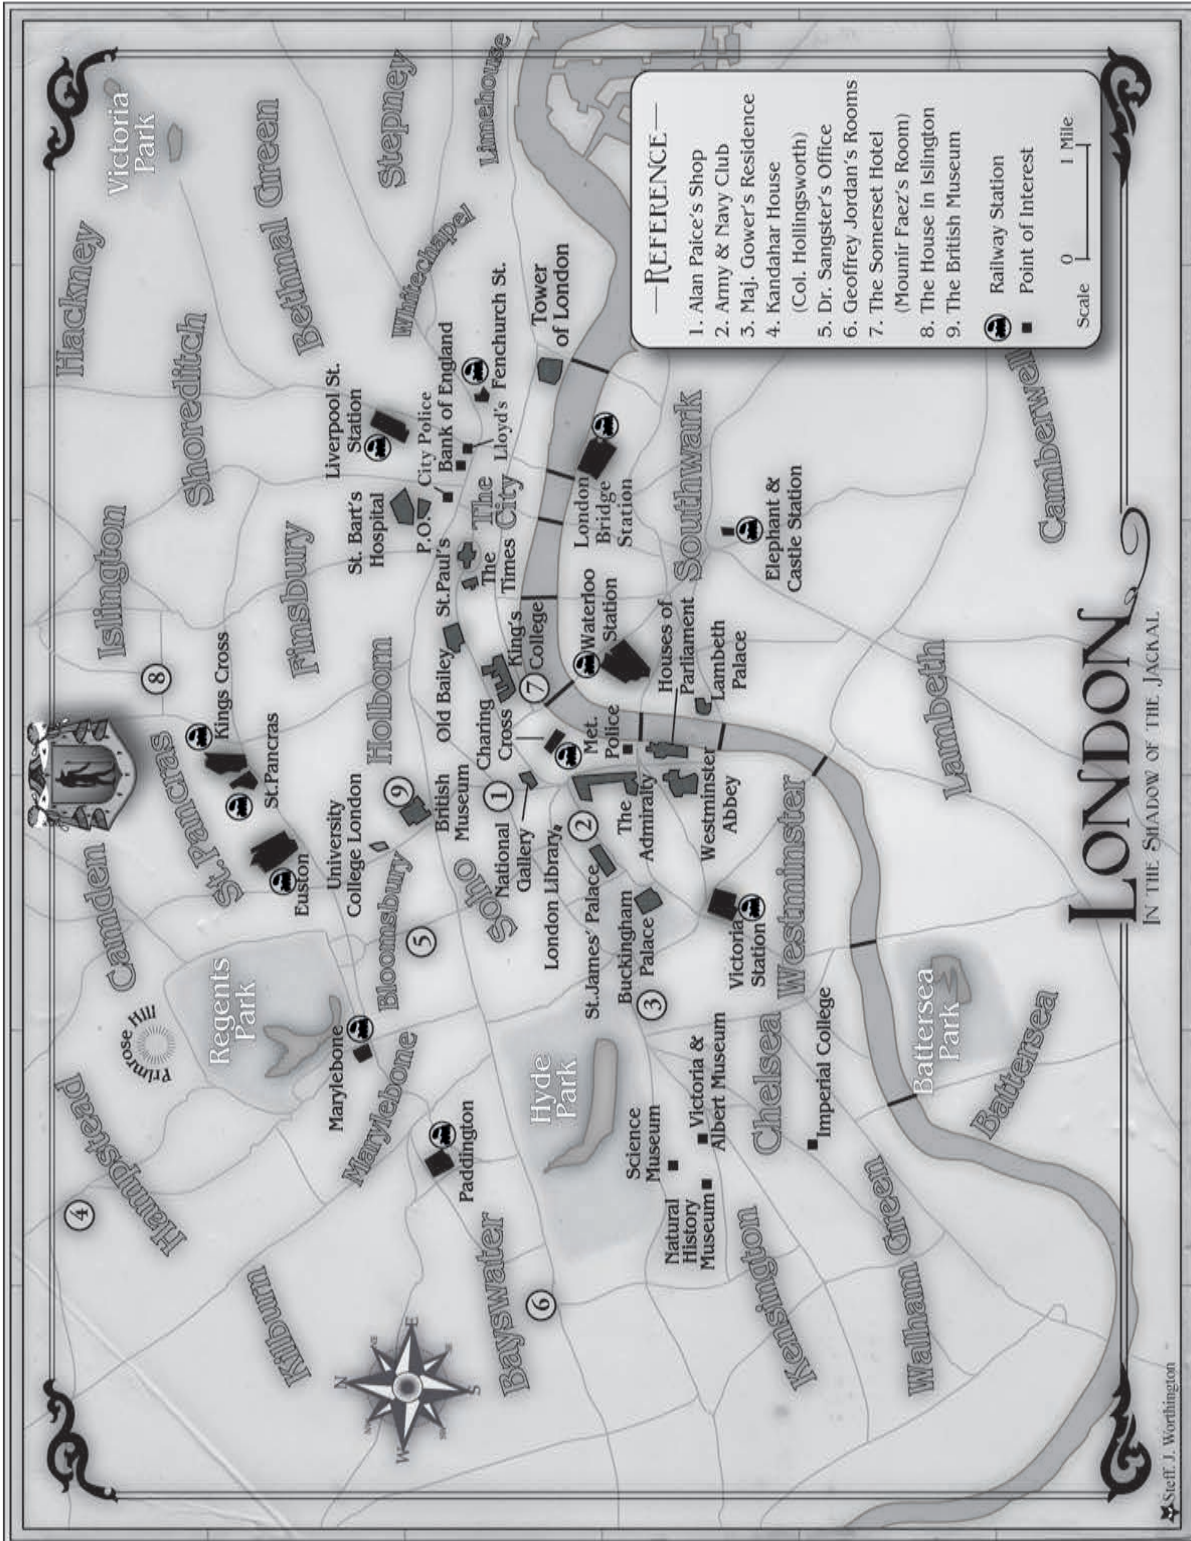 Hampstead
Primrose Hill
Camden
St. Pancras
Islington
Hackney
Victoria
Park
Kilburn
Regents
Park
Euston
St.Pancras
Kings Cross
Finsbury
Shoreditch
Bethnal Green
Stepney
Limehouse
Marylebone
Marylebone
Bloomsbury
University
College London
Holborn
British
Museum
St. Bart's
Hospital
Liverpool St.
Station
P.O.
City Police
Bank of England
Lloyd's
Fenchurch St.
Whitechapel
Bayswater
Paddington
Soho
National
Gallery
London Library
Charing
Cross
Old Bailey
St.Paul's
The
Times
The
City
King's
College
Tower
of London
Hyde
Park
St.James' Palace
Buckingham
Palace
The
Admiralty
Met.
Police
Waterloo
Station
London
Bridge
Station
Houses of
Parliament
Westminster
Abbey
Lambeth
Palace
Southwark
Elephant &
Castle Station
Science
Museum
Natural
History
Museum
Victoria &
Albert Museum
Victoria
Station
Westminster
Kensington
Chelsea
Imperial College
Walham Green
Battersea
Park
Battersea
Lambeth
Camberwell
1
2
3
4
5
6
7
8
9
N
E
S
W
REFERENCE
1. Alan Paice's Shop
2. Army & Navy Club
3. Maj. Gower's Residence
4. Kandahar House
(Col. Hollingsworth)
5. Dr. Sangster's Office
6. Geoffrey Jordan's Rooms
7. The Somerset Hotel
(Mounir Faez's Room)
8. The House in Islington
9. The British Museum
Railway Station
Point of Interest
Scale
0
1 Mile
LONDON
IN THE SHADOW OF THE JACKAL
Steff. J. Worthington